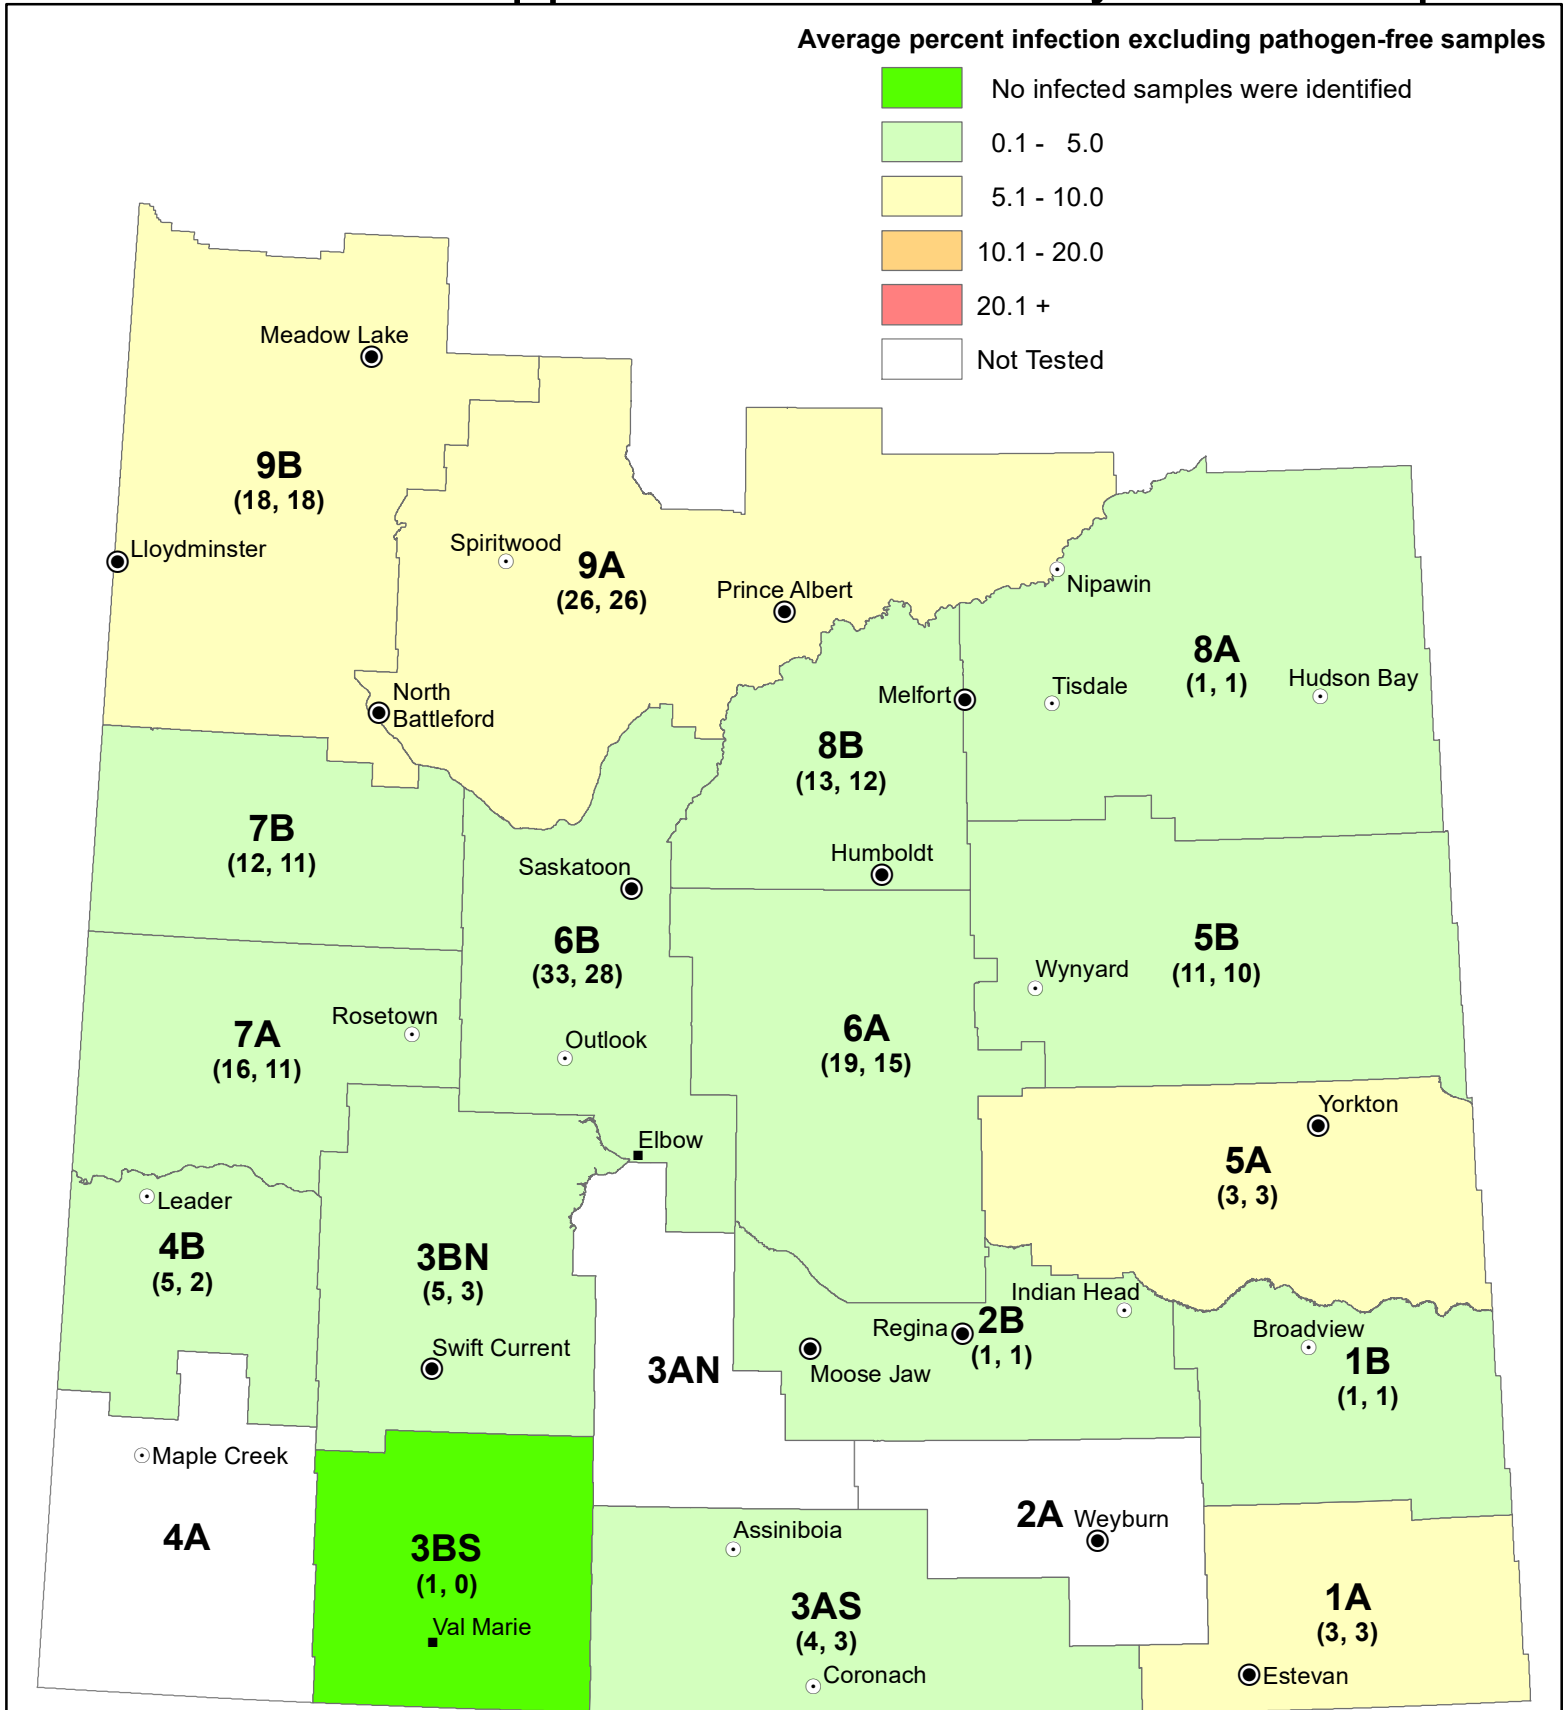 Average percent infection excluding pathogen-free samples
No infected samples were identified
0.1 - 5.0
5.1 - 10.0
10.1 - 20.0
20.1 +
Not Tested
Meadow Lake
9B
(18, 18)
Lloydminster
Spiritwood
9A
(26, 26)
Prince Albert
Nipawin
8A
(1, 1)
Hudson Bay
Tisdale
Melfort
North
Battleford
8B
(13, 12)
Humboldt
7B
(12, 11)
Saskatoon
6B
(33, 28)
Outlook
5B
(11, 10)
Wynyard
7A
(16, 11)
Rosetown
6A
(19, 15)
Yorkton
5A
(3, 3)
Elbow
Leader
4B
(5, 2)
3BN
(5, 3)
Swift Current
Indian Head
Regina
2B
(1, 1)
Moose Jaw
Broadview
1B
(1, 1)
3AN
Maple Creek
4A
3BS
(1, 0)
Val Marie
Assiniboia
3AS
(4, 3)
Coronach
2A
Weyburn
1A
(3, 3)
Estevan